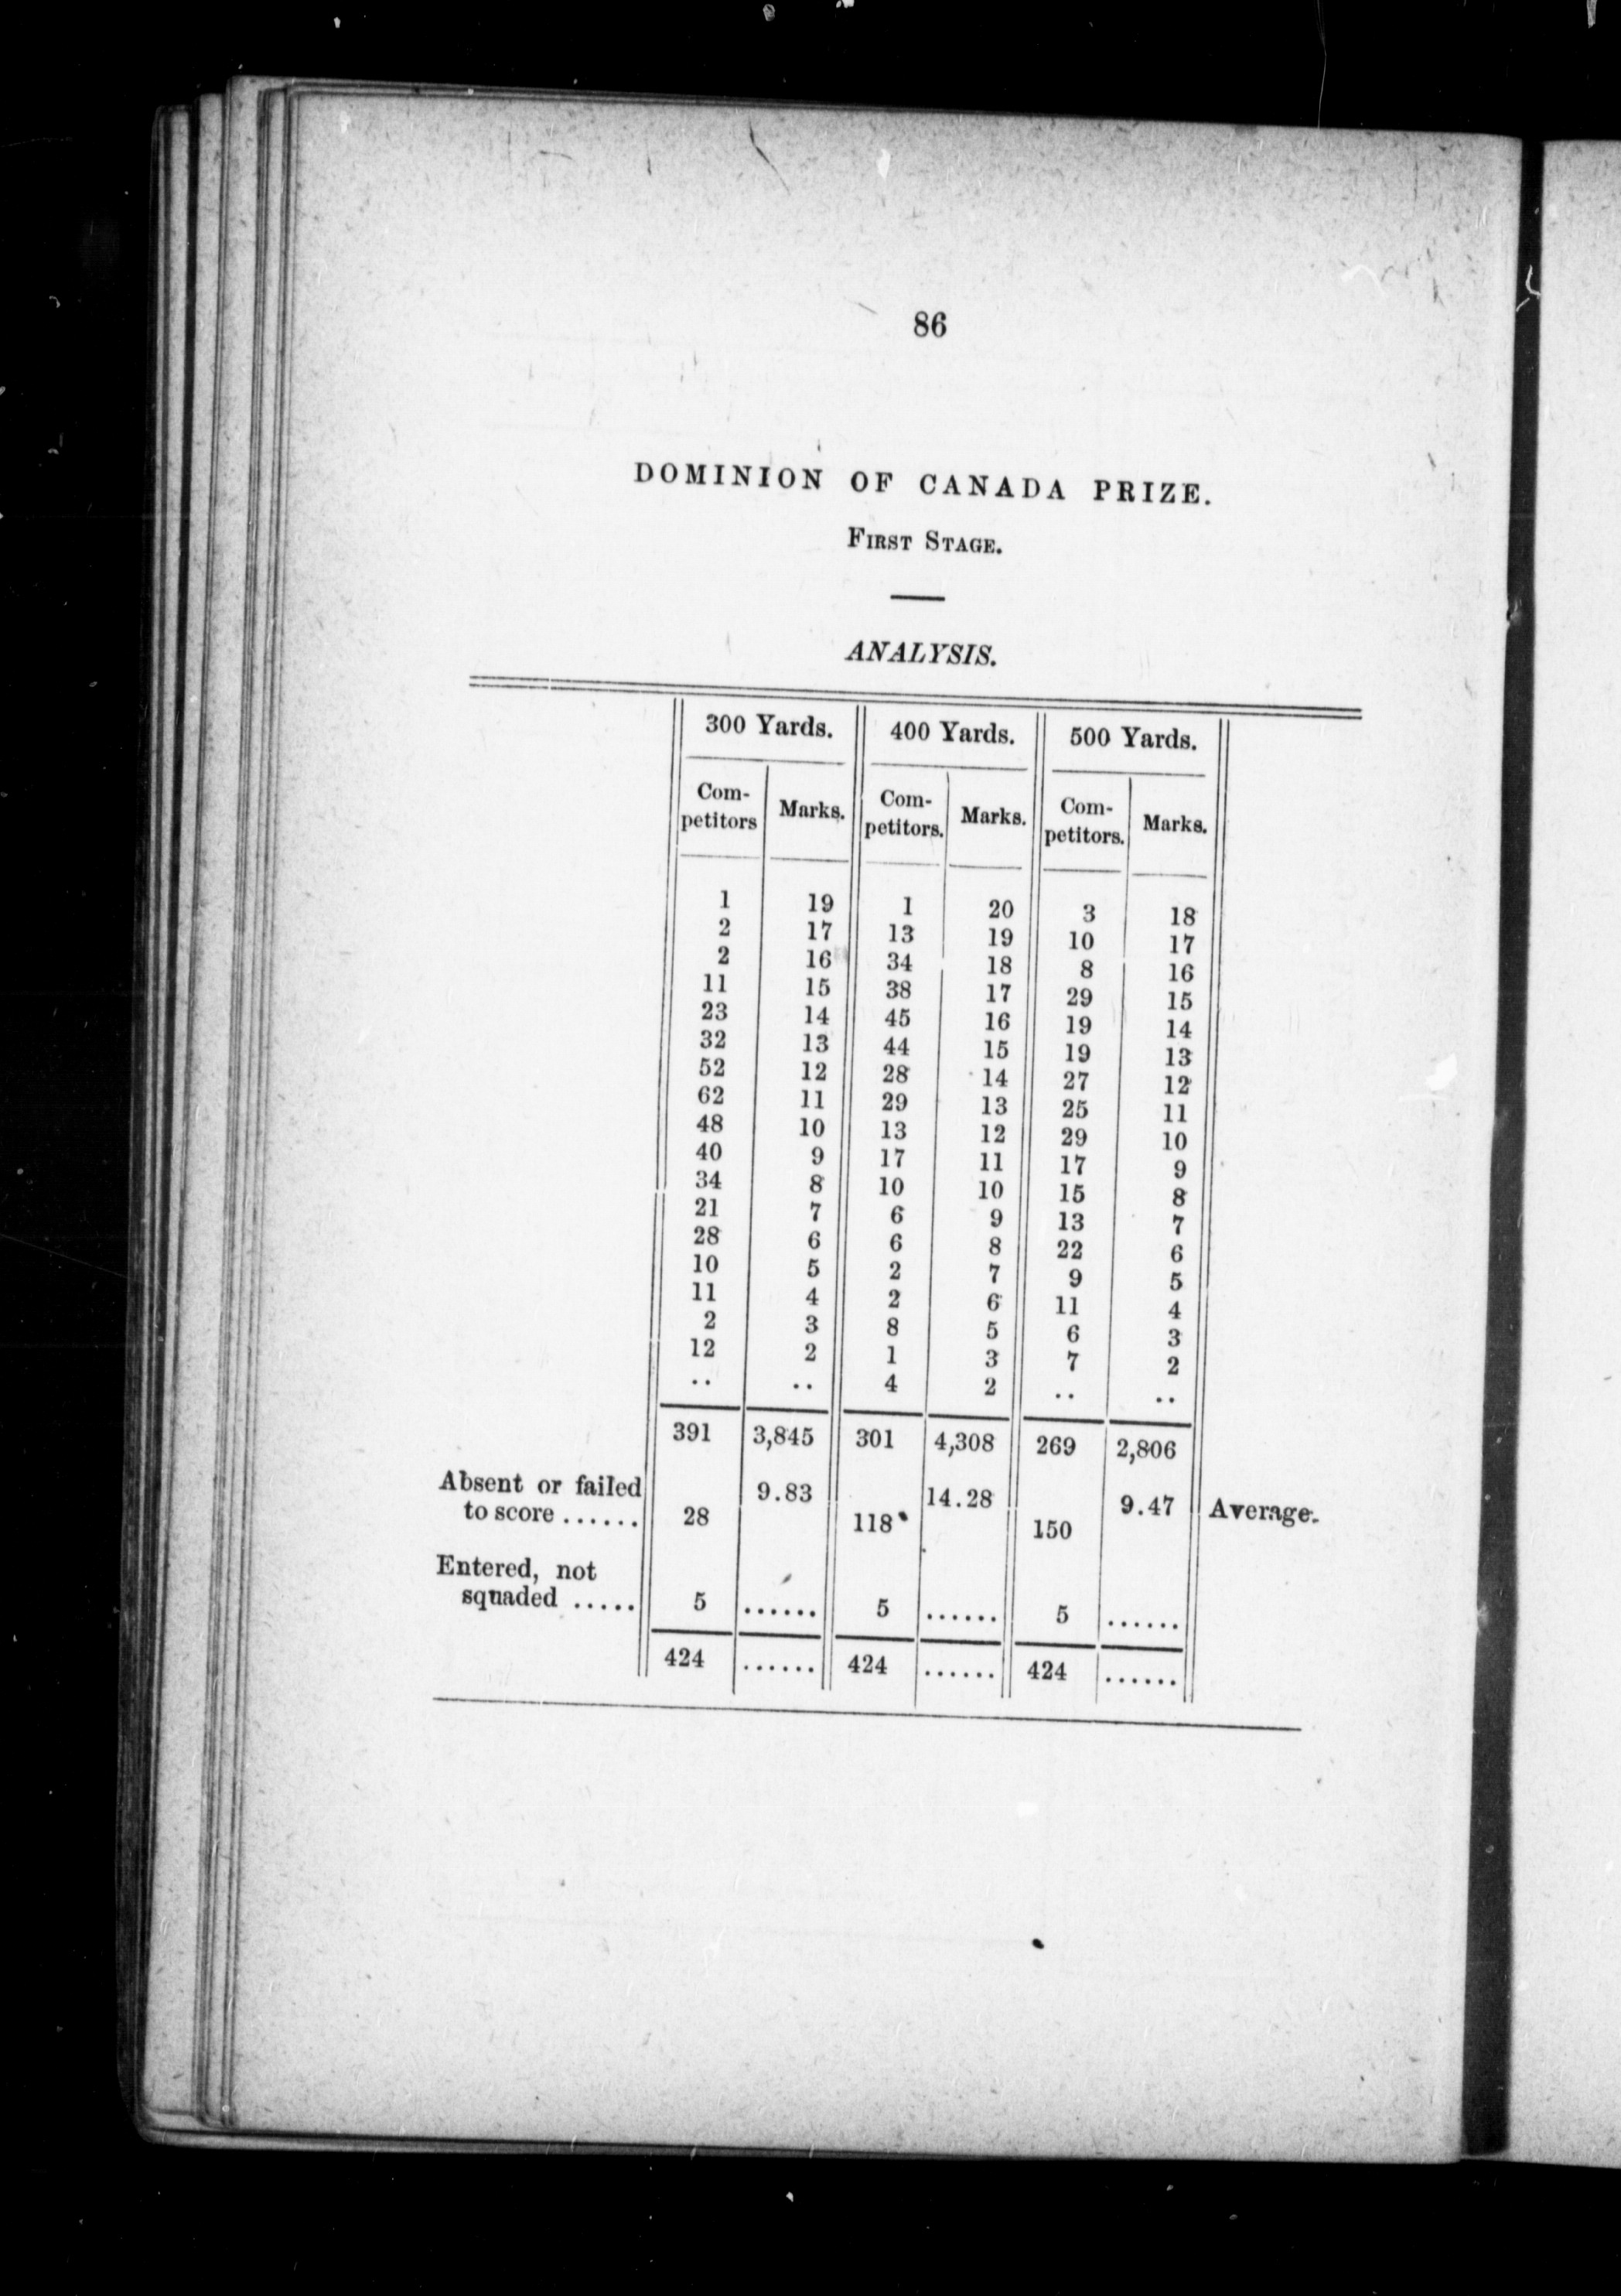 86
DOMINION OF CANADA PRIZE.
FIRST STAGE.
ANALYSIS.
300 Yards. 400 Yards. 500 Yards.
Com- Marks. Com- Marks. Com- Marks.
petitors petitors. petitors.
1 19 1 20 3 18
2 17 13 19 10 17
2 16 34 18 8 16
11 15 38 17 29 15
23 14 45 16 19 14
32 13 44 15 19 13
52 12 28 14 27 12
62 11 29 13 25 11
48 10 13 12 29 10
40 9 17 11 17 9
34 8 10 10 15 8
21 7 6 9 13 7
28 6 6 8 22 6
10 5 2 7 9 5
11 4 2 6 11 4
2 3 8 5 6 3
12 2 1 3 7 2
.. .. 4 2 .. ..
391 3,845 301 4,308 269 2,806
Absent or failed 9.83 14.28 9.47 Average.
to score ...... 28 118 150
Entered, not
squaded ..... 5 ...... 5 ...... 5 ......
424 ...... 424 ...... 424 ......